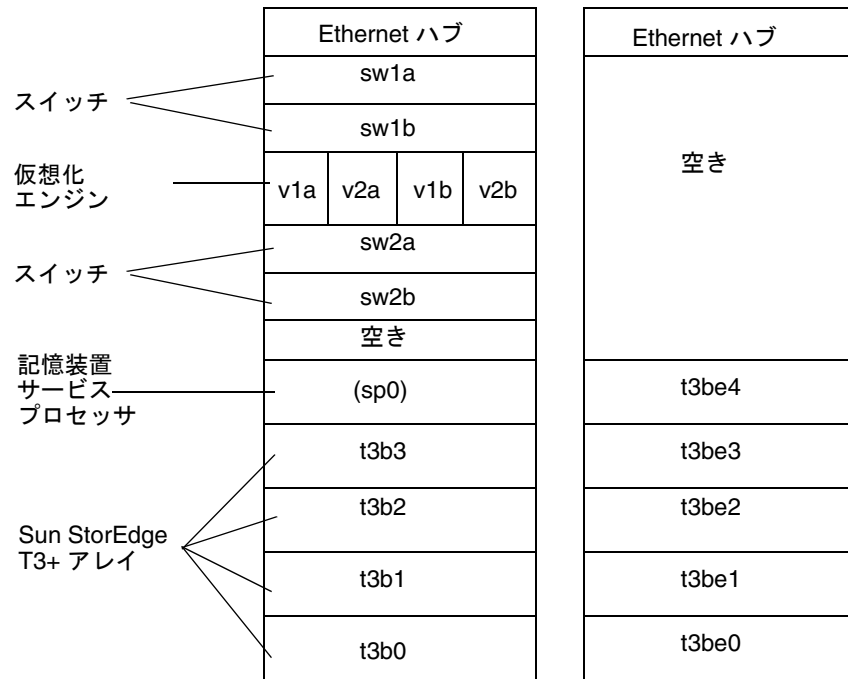 Ethernet ハブ
sw1a
sw1b
v1a v2a v1b v2b
sw2a
sw2b
空き
(sp0)
t3b3
t3b2
t3b1
t3b0
スイッチ
仮想化
エンジン
スイッチ
記憶装置
サービス
プロセッサ
Sun StorEdge
T3+ アレイ
Ethernet ハブ
空き
t3be4
t3be3
t3be2
t3be1
t3be0